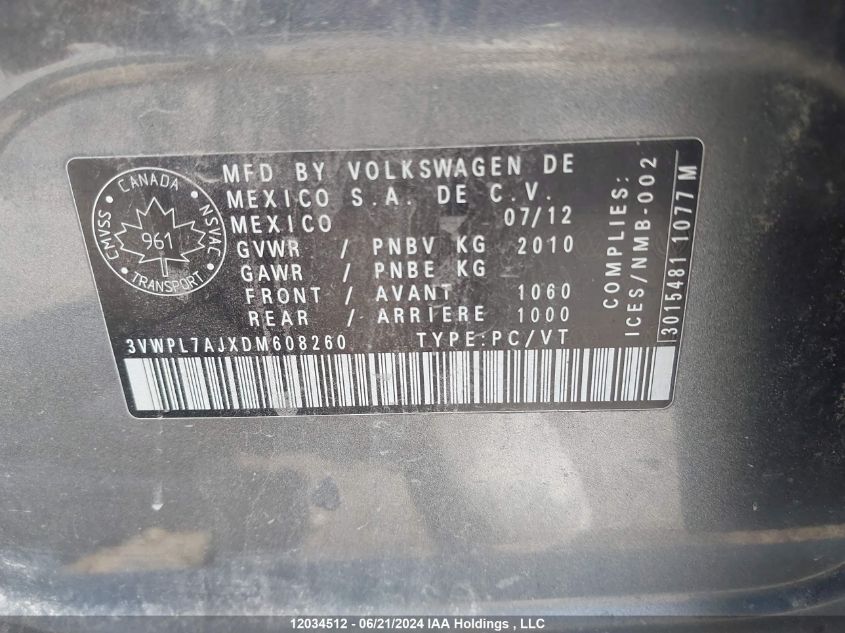 CANADA
CMVSS NSVAC
961
TRANSPORT
MFD BY VOLKSWAGEN DE
MEXICO S.A. DE C.V.
MEXICO 07/12
GVWR / PNBV KG 2010
GAWR / PNBE KG
FRONT / AVANT 1060
REAR / ARRIERE 1000
3VWPL7AJXDM608260 TYPE:PC/VT
COMPLIES:
ICES/NMB-002
3015481 1077 M
12034512 - 06/21/2024 IAA Holdings , LLC